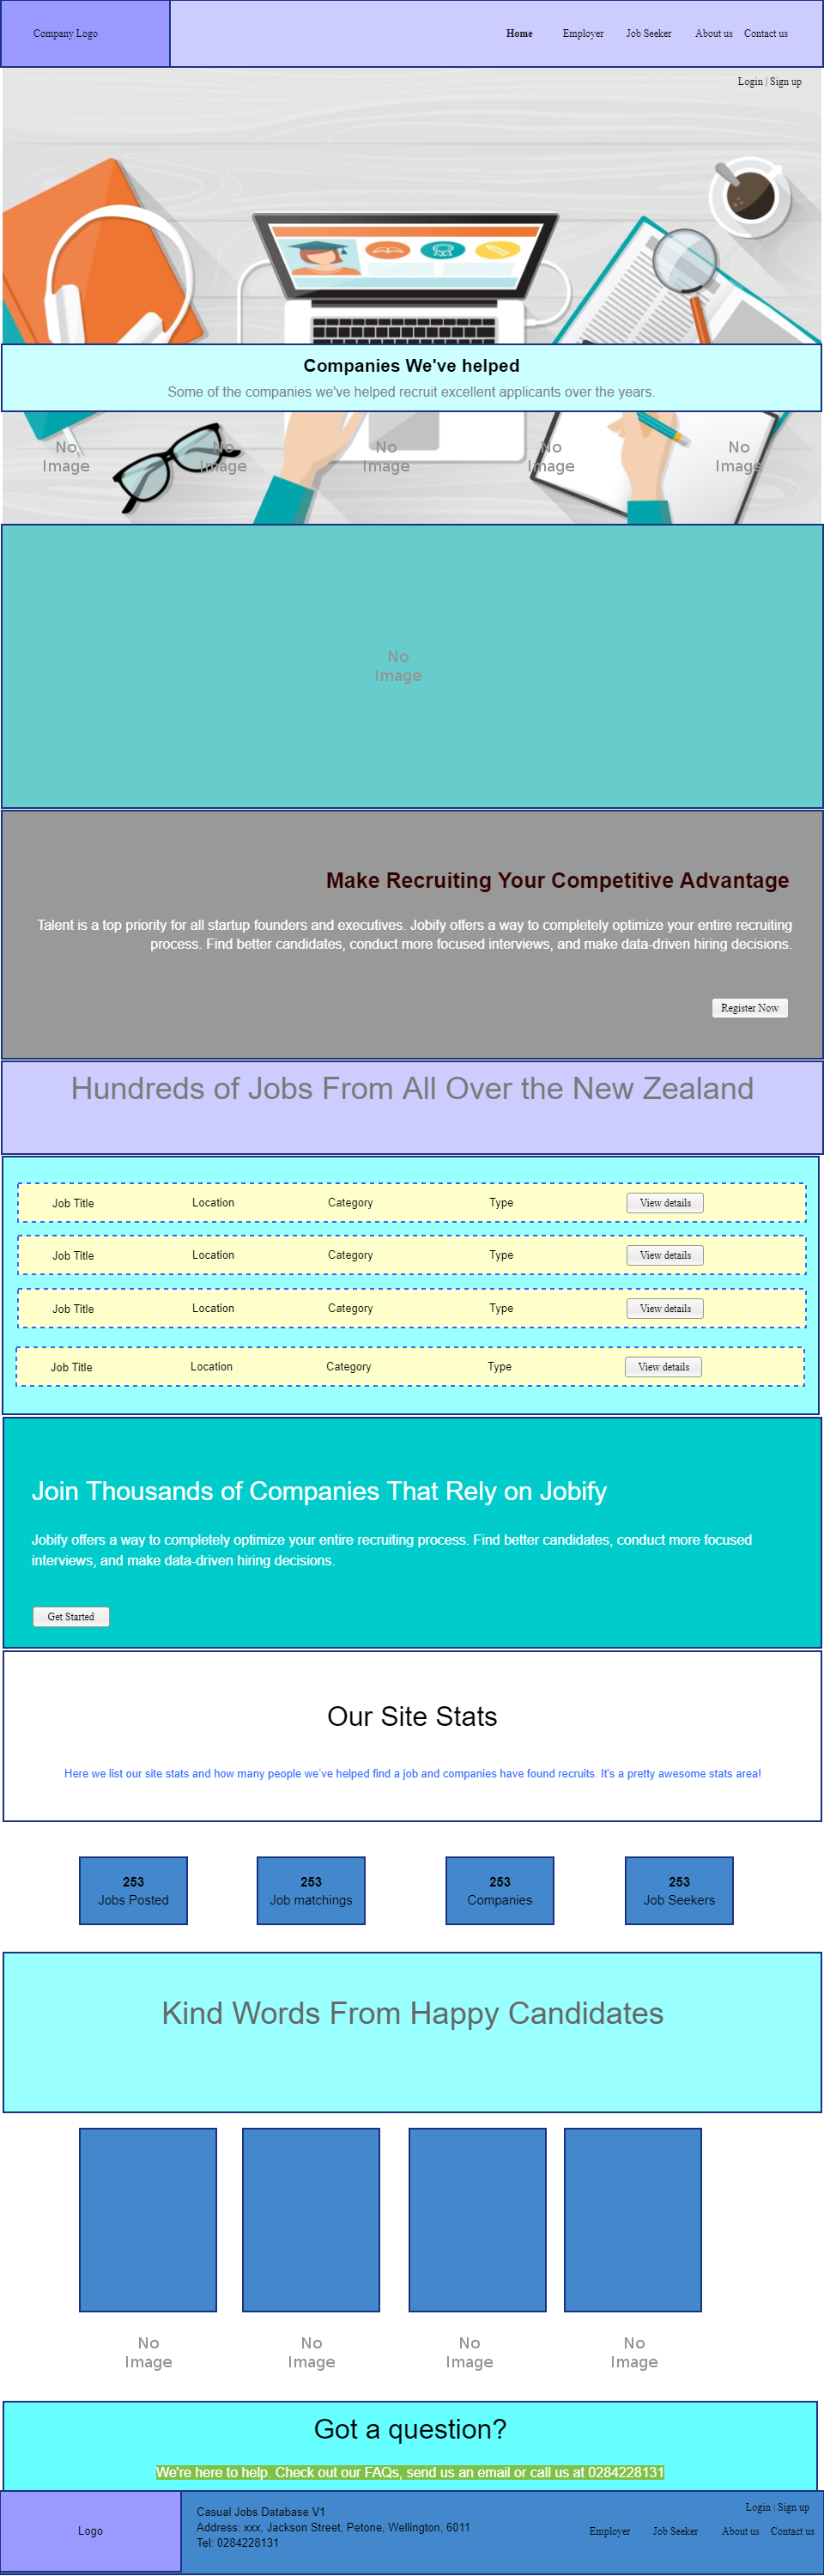 Company Logo
Home Employer Job Seeker About us Contact us
Login | Sign up
Companies We've helped
Some of the companies we've helped recruit excellent applicants over the years.
No No No No No
Image Image Image Image Image
No
Image
Make Recruiting Your Competitive Advantage
Talent is a top priority for all startup founders and executives. Jobify offers a way to completely optimize your entire recruiting
process. Find better candidates, conduct more focused interviews, and make data-driven hiring decisions.
Register Now
Hundreds of Jobs From All Over the New Zealand
Job Title Location Category Type View details
Job Title Location Category Type View details
Job Title Location Category Type View details
Job Title Location Category Type View details
Join Thousands of Companies That Rely on Jobify
Jobify offers a way to completely optimize your entire recruiting process. Find better candidates, conduct more focused
interviews, and make data-driven hiring decisions.
Get Started
Our Site Stats
Here we list our site stats and how many people we've helped find a job and companies have found recruits. It's a pretty awesome stats area!
253 253 253 253
Jobs Posted Job matchings Companies Job Seekers
Kind Words From Happy Candidates
No No No No
Image Image Image Image
Got a question?
We're here to help. Check out our FAQs, send us an email or call us at 0284228131
Logo
Casual Jobs Database V1
Address: xxx, Jackson Street, Petone, Wellington, 6011
Tel: 0284228131
Login | Sign up
Employer Job Seeker About us Contact us